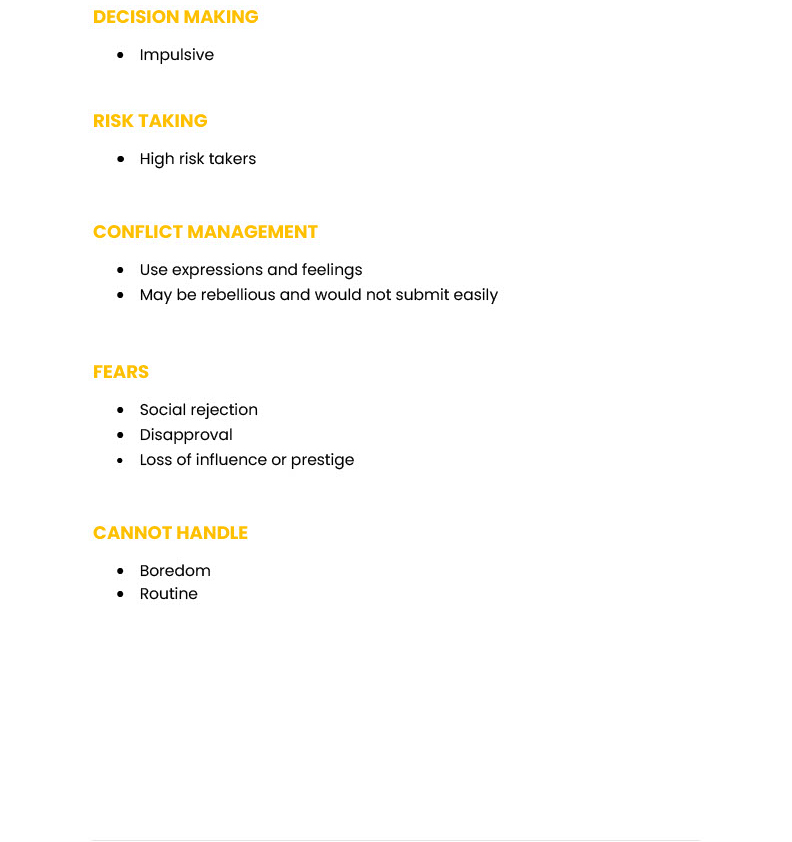 DECISION MAKING
• Impulsive
RISK TAKING
• High risk takers
CONFLICT MANAGEMENT
• Use expressions and feelings
• May be rebellious and would not submit easily
FEARS
• Social rejection
• Disapproval
• Loss of influence or prestige
CANNOT HANDLE
• Boredom
• Routine